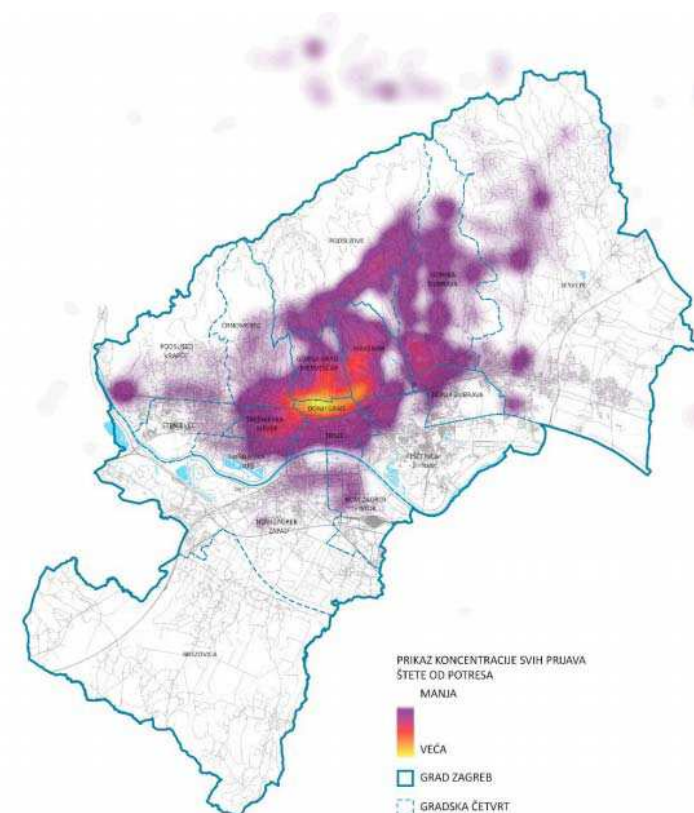 PODSLJEME
GORNJA
DUBRAVA
SESVETE
ČRNOMEREC
PODSUSED
VRAPČE
GORNJI GRAD
MEDVEŠČAK
MAKSIMIR
DONJI GRAD
DONJA DUBRAVA
STENJEVEC
TREŠNJEVKA
SJEVER
TRNJE
PEŠČENICA
NOVI ZAGREB
ISTOK
NOVI ZAGREB
ZAPAD
BREZOVICA
PRIKAZ KONCENTRACIJE SVIH PRIJAVA
ŠTETE OD POTRESA
MANJA
VEĆA
GRAD ZAGREB
GRADSKA ČETVRT